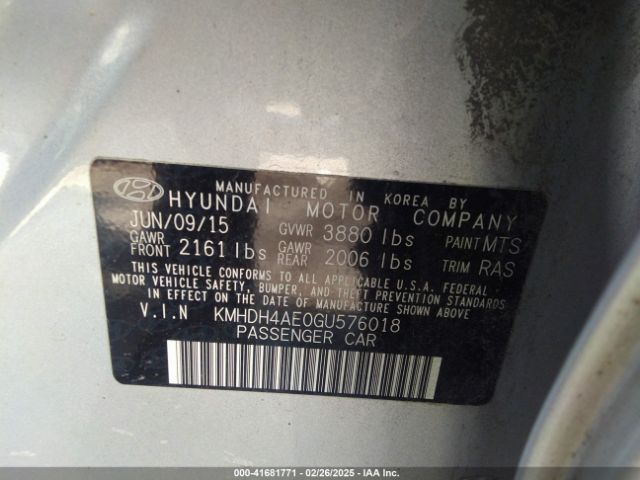 MANUFACTURED IN KOREA BY
HYUNDAI MOTOR COMPANY
JUN/09/15 GVWR 3880 lbs PAINT MTS
GAWR FRONT 2161 lbs GAWR REAR 2006 lbs TRIM RAS
THIS VEHICLE CONFORMS TO ALL APPLICABLE U.S.A. FEDERAL
MOTOR VEHICLE SAFETY, BUMPER, AND THEFT PREVENTION STANDARDS
IN EFFECT ON THE DATE OF MANUFACTURE SHOWN ABOVE.
V.I.N KMHDH4AE0GU576018
PASSENGER CAR
000-41681771 - 02/26/2025 - IAA Inc.